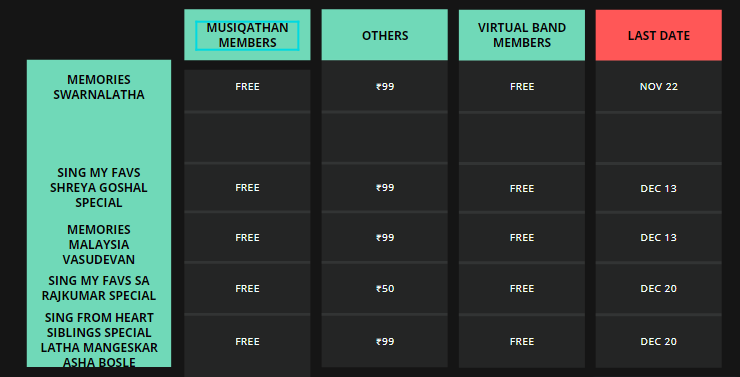 MUSIQATHAN
MEMBERS
OTHERS
VIRTUAL BAND
MEMBERS
LAST DATE
MEMORIES
SWARNALATHA
FREE
₹99
FREE
NOV 22
SING MY FAVS
SHREYA GOSHAL
SPECIAL
FREE
₹99
FREE
DEC 13
MEMORIES
MALAYSIA
VASUDEVAN
FREE
₹99
FREE
DEC 13
SING MY FAVS SA
RAJKUMAR SPECIAL
FREE
₹50
FREE
DEC 20
SING FROM HEART
SIBLINGS SPECIAL
LATHA MANGESKAR
ASHA BOSLE
FREE
₹99
FREE
DEC 20